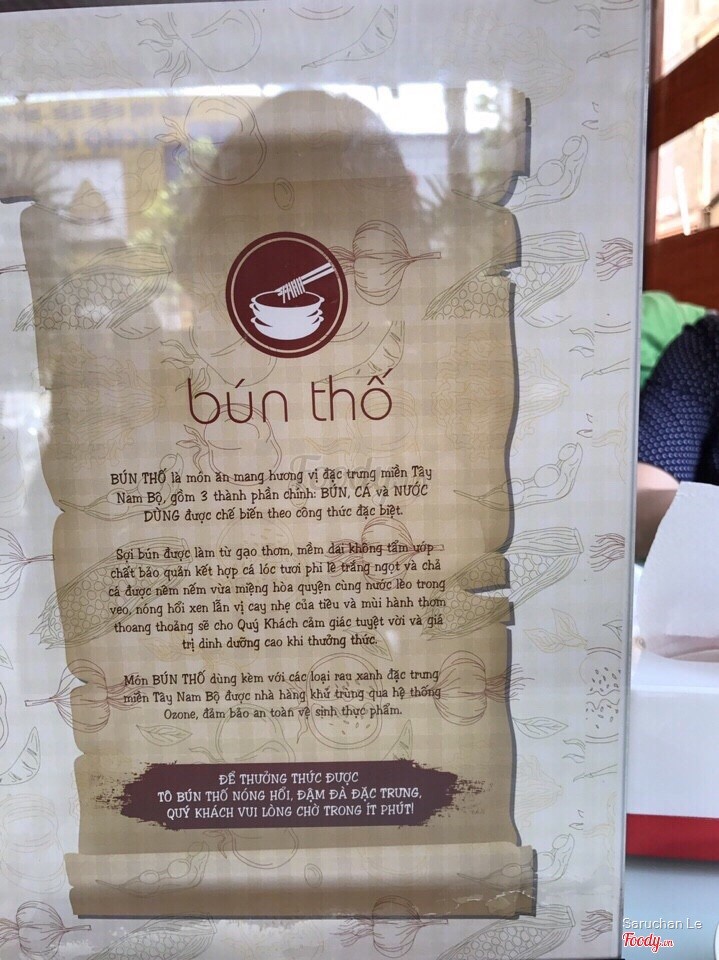 bún thố
BÚN THỐ là món ăn mang hương vị đặc trưng miền Tây
Nam Bộ, gồm 3 thành phần chính: BÚN, CÁ và NƯỚC
DÙNG được chế biến theo công thức đặc biệt.
Sợi bún được làm từ gạo thơm, mềm dai không tẩm ướp
chất bảo quản kết hợp cá lóc tươi phi lê trắng ngọt và chả
cá được nêm nếm vừa miệng hòa quyện cùng nước lèo trong
veo, nóng hổi xen lẫn vị cay nhẹ của tiêu và mùi hành thơm
thoang thoảng sẽ cho Quý Khách cảm giác tuyệt vời và giá
trị dinh dưỡng cao khi thưởng thức.
Món BÚN THỐ dùng kèm với các loại rau xanh đặc trưng
miền Tây Nam Bộ được nhà hàng khử trùng qua hệ thống
Ozone, đảm bảo an toàn vệ sinh thực phẩm.
ĐỂ THƯỞNG THỨC ĐƯỢC
TÔ BÚN THỐ NÓNG HỔI, ĐẬM ĐÀ ĐẶC TRƯNG,
QUÝ KHÁCH VUI LÒNG CHỜ TRONG ÍT PHÚT!
Saruchan Le
Foody.vn